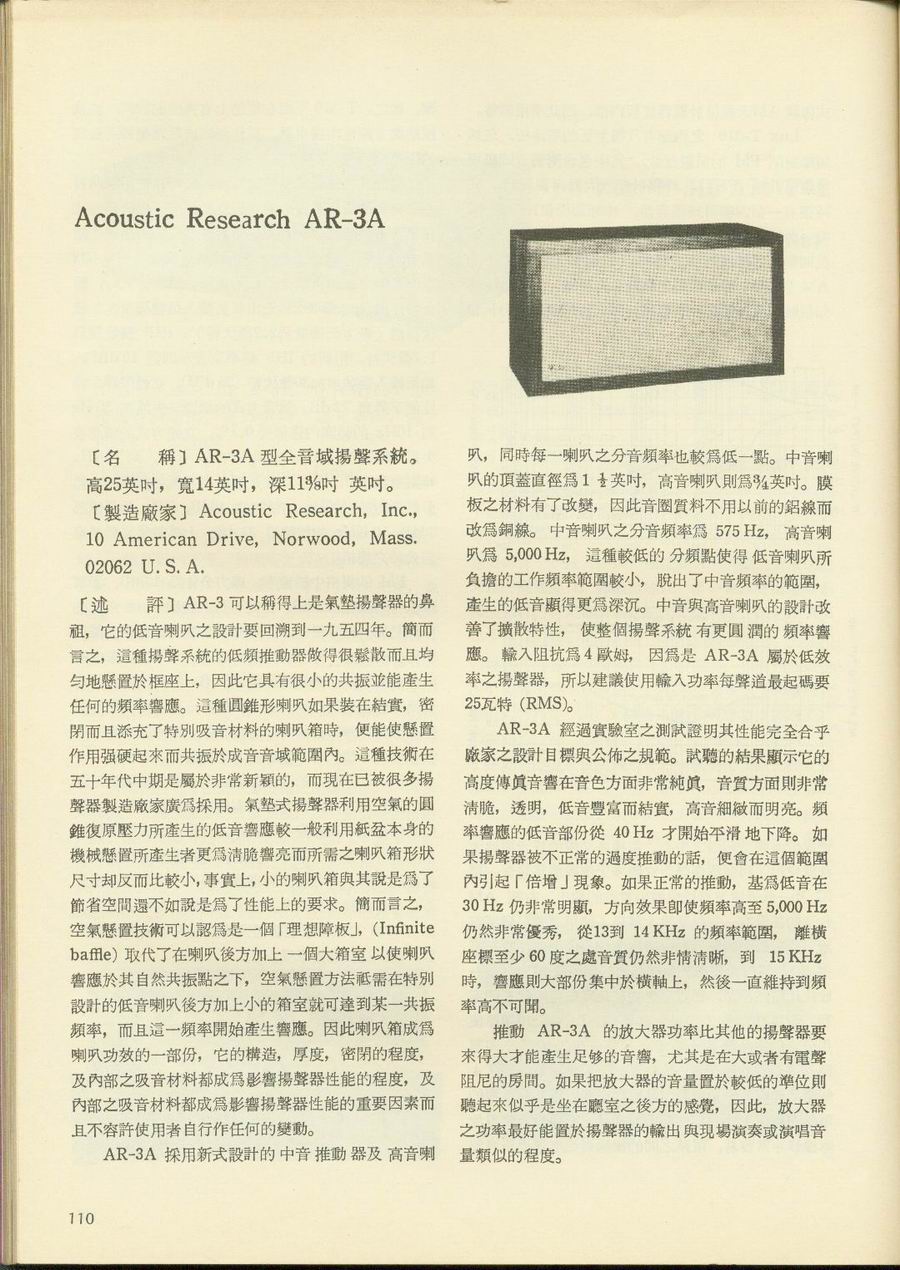 Acoustic Research AR-3A
〔名　　稱〕AR-3A 型全音域揚聲系統。
高25英吋，寬14英吋，深11⅜吋 英吋。
〔製造廠家〕Acoustic Research, Inc.,
10 American Drive, Norwood, Mass.
02062 U. S. A.
〔述　　評〕AR-3 可以稱得上是氣墊揚聲器的鼻
祖，它的低音喇叭之設計要回溯到一九五四年。簡而
言之，這種揚聲系統的低頻推動器做得很鬆散而且均
勻地懸置於框座上，因此它具有很小的共振並能產生
任何的頻率響應。這種圓錐形喇叭如果裝在結實，密
閉而且添充了特別吸音材料的喇叭箱時，便能使懸置
作用强硬起來而共振於成音音域範圍內。這種技術在
五十年代中期是屬於非常新穎的，而現在已被很多揚
聲器製造廠家廣爲採用。氣墊式揚聲器利用空氣的圓
錐復原壓力所產生的低音響應較一般利用紙盆本身的
機械懸置所產生者更爲清脆響亮而所需之喇叭箱形狀
尺寸却反而比較小，事實上，小的喇叭箱與其說是爲了
節省空間還不如說是爲了性能上的要求。簡而言之，
空氣懸置技術可以認爲是一個「理想障板」，(Infinite
baffle) 取代了在喇叭後方加上一個大箱室以使喇叭
響應於其自然共振點之下，空氣懸置方法祗需在特別
設計的低音喇叭後方加上小的箱室就可達到某一共振
頻率，而且這一頻率開始產生響應。因此喇叭箱成爲
喇叭功效的一部份，它的構造，厚度，密閉的程度，
及內部之吸音材料都成爲影響揚聲器性能的程度，及
內部之吸音材料都成爲影響揚聲器性能的重要因素而
且不容許使用者自行作任何的變動。
AR-3A 採用新式設計的中音推動器及高音喇
叭，同時每一喇叭之分音頻率也較爲低一點。中音喇
叭的頂蓋直徑爲1 ½英吋，高音喇叭則爲¾英吋。膜
板之材料有了改變，因此音圈質料不用以前的鋁線而
改爲銅線。中音喇叭之分音頻率爲 575 Hz，高音喇
叭爲 5,000 Hz，這種較低的分頻點使得低音喇叭所
負擔的工作頻率範圍較小，脫出了中音頻率的範圍，
產生的低音顯得更爲深沉。中音與高音喇叭的設計改
善了擴散特性，使整個揚聲系統有更圓潤的頻率響
應。輸入阻抗爲4歐姆，因爲是 AR-3A 屬於低效
率之揚聲器，所以建議使用輸入功率每聲道最起碼要
25瓦特 (RMS)。
AR-3A 經過實驗室之測試證明其性能完全合乎
廠家之設計目標與公佈之規範。試聽的結果顯示它的
高度傳眞音響在音色方面非常純眞，音質方面則非常
清脆，透明，低音豐富而結實，高音細緻而明亮。頻
率響應的低音部份從 40 Hz 才開始平滑地下降。如
果揚聲器被不正常的過度推動的話，便會在這個範圍
內引起「倍增」現象。如果正常的推動，基爲低音在
30 Hz 仍非常明顯，方向效果卽使頻率高至 5,000 Hz
仍然非常優秀，從13到 14 KHz 的頻率範圍，離橫
座標至少 60 度之處音質仍然非情清晰，到 15 KHz
時，響應則大部份集中於橫軸上，然後一直維持到頻
率高不可聞。
推動 AR-3A 的放大器功率比其他的揚聲器要
來得大才能產生足够的音響，尤其是在大或者有電聲
阻尼的房間。如果把放大器的音量置於較低的準位則
聽起來似乎是坐在廳室之後方的感覺，因此，放大器
之功率最好能置於揚聲器的輸出與現場演奏或演唱音
量類似的程度。
110